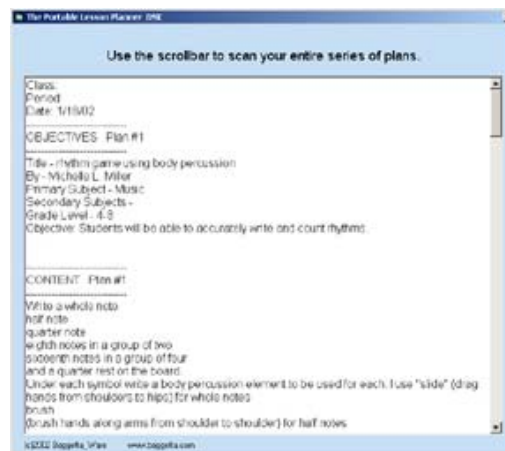 The Portable Lesson Planner
Use the scrollbar to scan your entire series of plans.
Class:
Period
Date: 1/18/02
--------------------------
OBJECTIVES Plan #1
--------------------------
Title - rhythm game using body percussion
By - Michelle L. Miller
Primary Subject - Music
Secondary Subjects -
Grade Level - 4-8
Objective: Students will be able to accurately write and count rhythms.
--------------------------
CONTENT Plan #1
--------------------------
Write a whole note
half note
quarter note
eighth notes in a group of two
sixteenth notes in a group of four
and a quarter rest on the board.
Under each symbol write a body percussion element to be used for each. I use "slide" (drag
hands from shoulders to hips) for whole notes
brush
(brush hands along arms from shoulder to shoulder) for half notes
(c)2002 Baggetta_Ware www.baggetta.com